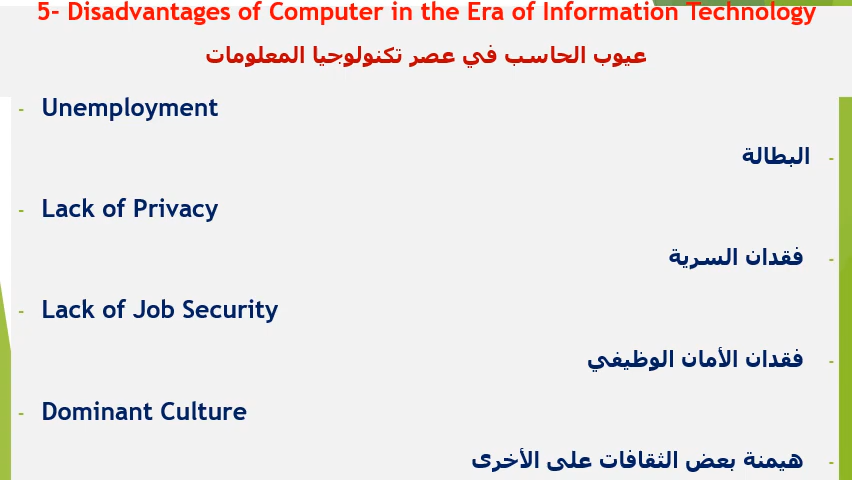 5- Disadvantages of Computer in the Era of Information Technology
عيوب الحاسب في عصر تكنولوجيا المعلومات
- Unemployment
- البطالة
- Lack of Privacy
- فقدان السرية
- Lack of Job Security
- فقدان الأمان الوظيفي
- Dominant Culture
- هيمنة بعض الثقافات على الأخرى